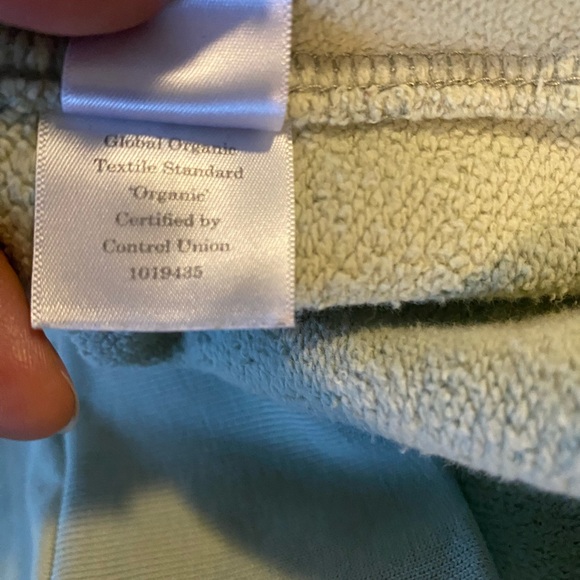 Global Organic
Textile Standard
'Organic'
Certified by
Control Union
1019435